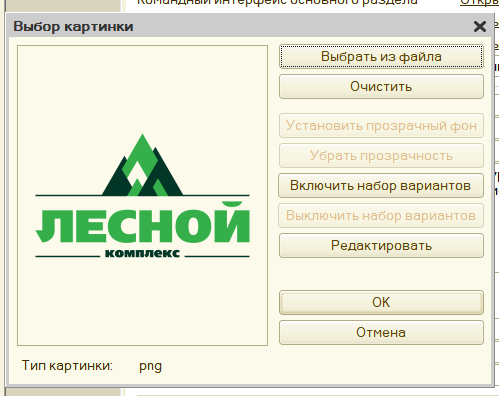 Командный интерфейс основного раздела
Выбор картинки
Выбрать из файла
Очистить
Установить прозрачный фон
Убрать прозрачность
Включить набор вариантов
Выключить набор вариантов
Редактировать
ЛЕСНОЙ
комплекс
ОК
Отмена
Тип картинки: png